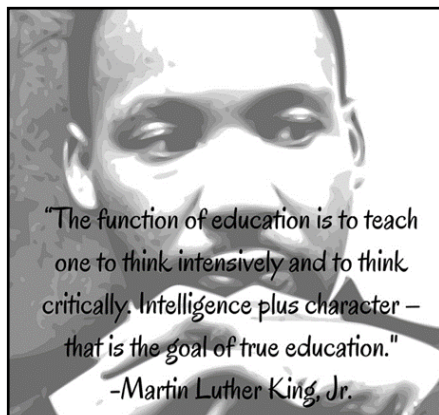 “The function of education is to teach
one to think intensively and to think
critically. Intelligence plus character –
that is the goal of true education."
-Martin Luther King, Jr.